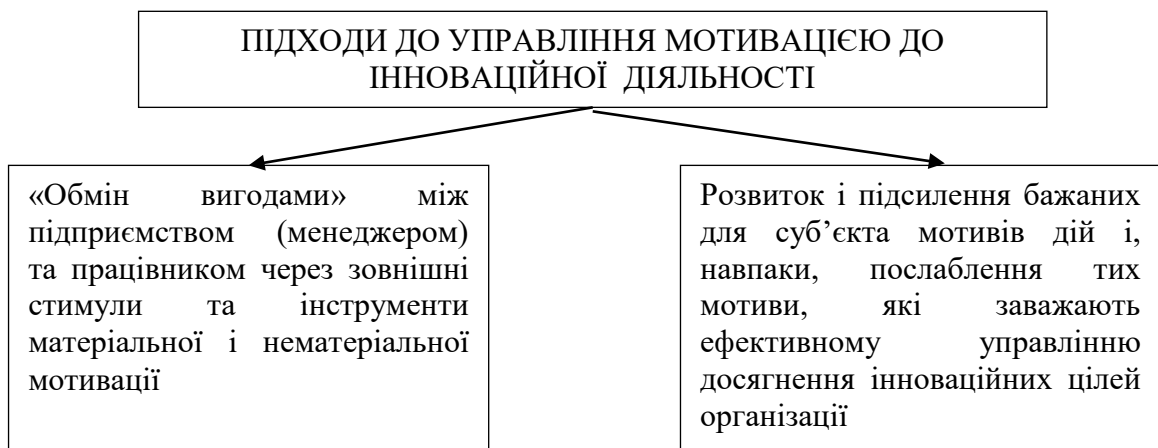 ПІДХОДИ ДО УПРАВЛІННЯ МОТИВАЦІЄЮ ДО
ІННОВАЦІЙНОЇ ДІЯЛЬНОСТІ
«Обмін вигодами» між
підприємством (менеджером)
та працівником через зовнішні
стимули та інструменти
матеріальної і нематеріальної
мотивації
Розвиток і підсилення бажаних
для суб’єкта мотивів дій і,
навпаки, послаблення тих
мотиви, які заважають
ефективному управлінню
досягнення інноваційних цілей
організації